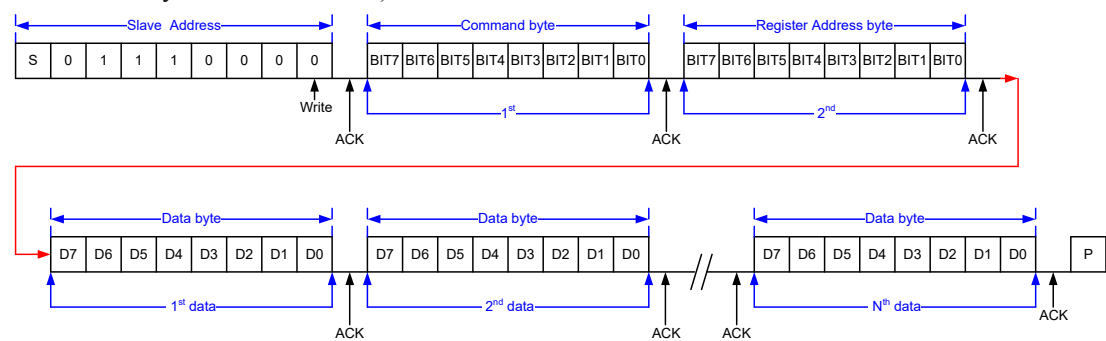 Slave Address Command byte Register Address byte
S 0 1 1 1 0 0 0 0 BIT7 BIT6 BIT5 BIT4 BIT3 BIT2 BIT1 BIT0 BIT7 BIT6 BIT5 BIT4 BIT3 BIT2 BIT1 BIT0
Write 1st 2nd
ACK ACK ACK
Data byte Data byte Data byte
D7 D6 D5 D4 D3 D2 D1 D0 D7 D6 D5 D4 D3 D2 D1 D0 D7 D6 D5 D4 D3 D2 D1 D0 P
1st data 2nd data Nth data
ACK ACK ACK ACK